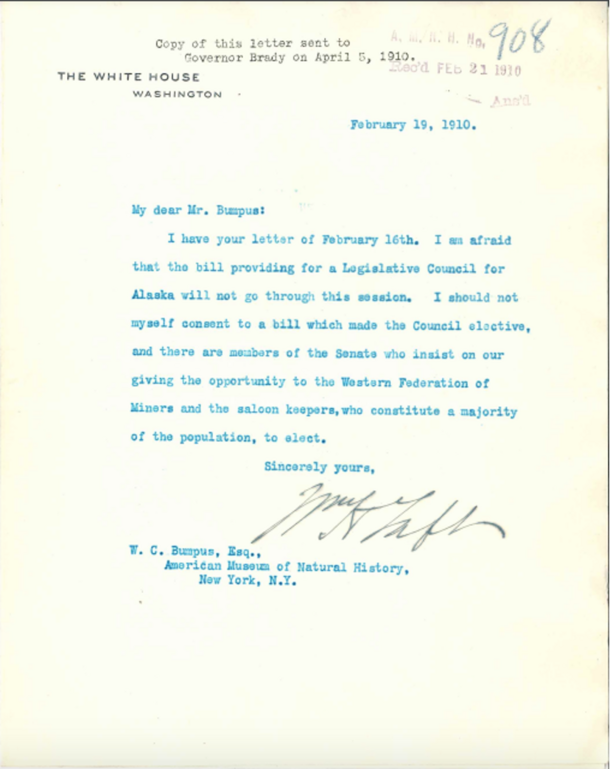 Copy of this letter sent to
Governor Brady on April 5, 1910.
A. M. N. H. No. 908
Rec'd FEB 21 1910
Ans'd
THE WHITE HOUSE
WASHINGTON
February 19, 1910.
My dear Mr. Bumpus:
I have your letter of February 16th. I am afraid
that the bill providing for a Legislative Council for
Alaska will not go through this session. I should not
myself consent to a bill which made the Council elective,
and there are members of the Senate who insist on our
giving the opportunity to the Western Federation of
Miners and the saloon keepers,who constitute a majority
of the population, to elect.
Sincerely yours,
Wm H Taft
W. C. Bumpus, Esq.,
American Museum of Natural History,
New York, N.Y.